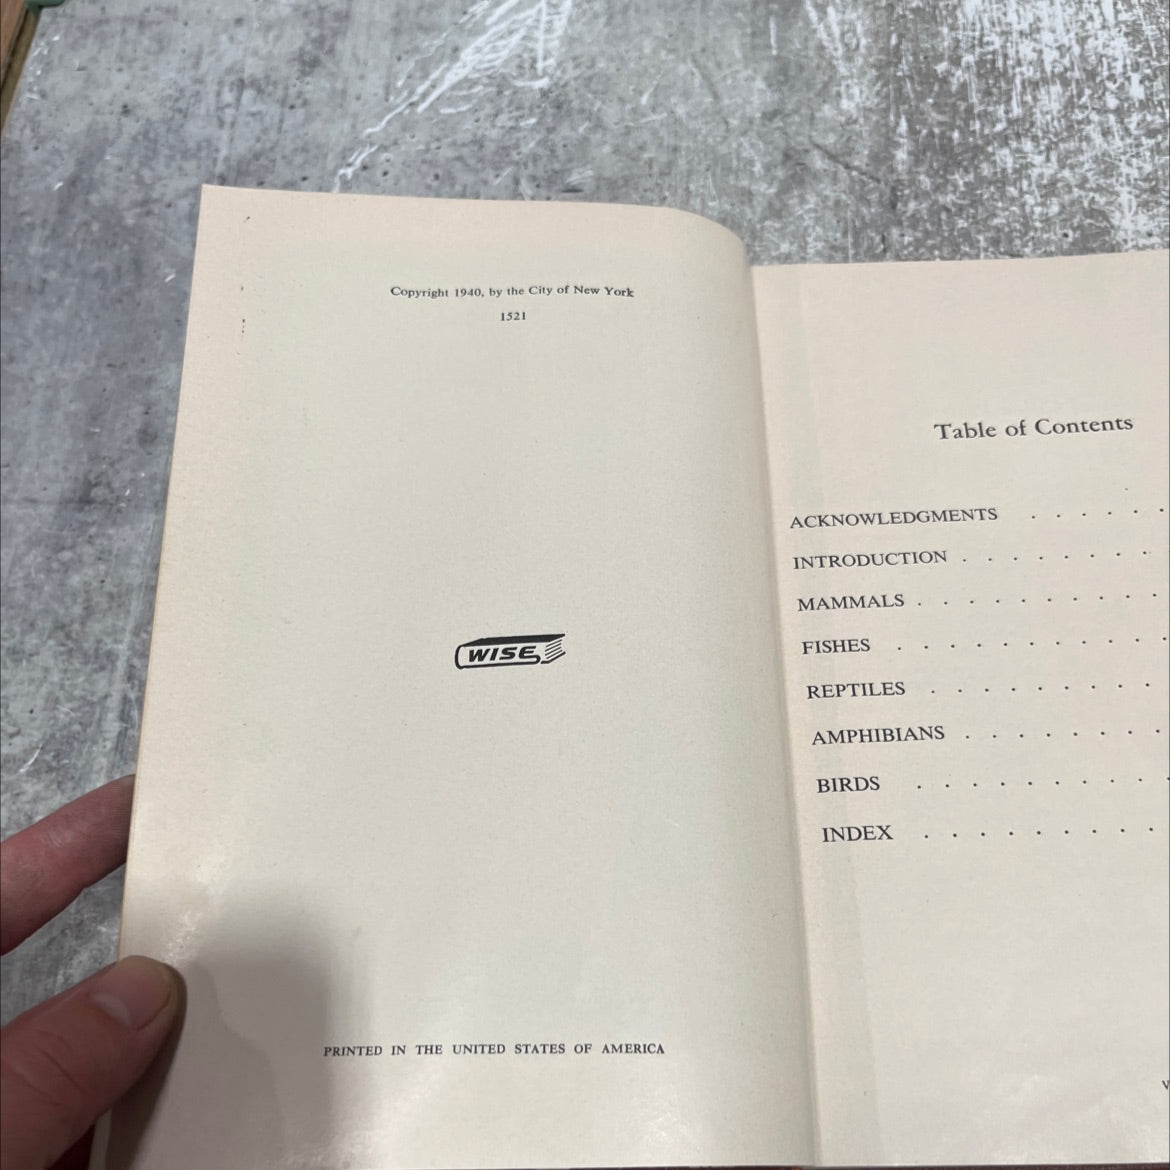 Copyright 1940, by the City of New York
1521
WISE
PRINTED IN THE UNITED STATES OF AMERICA
Table of Contents
ACKNOWLEDGMENTS . . . . .
INTRODUCTION . . . . . . . .
MAMMALS . . . . . . . . . .
FISHES . . . . . . . . . .
REPTILES . . . . . . . . .
AMPHIBIANS . . . . . . . .
BIRDS . . . . . . . . . .
INDEX . . . . . . . . .